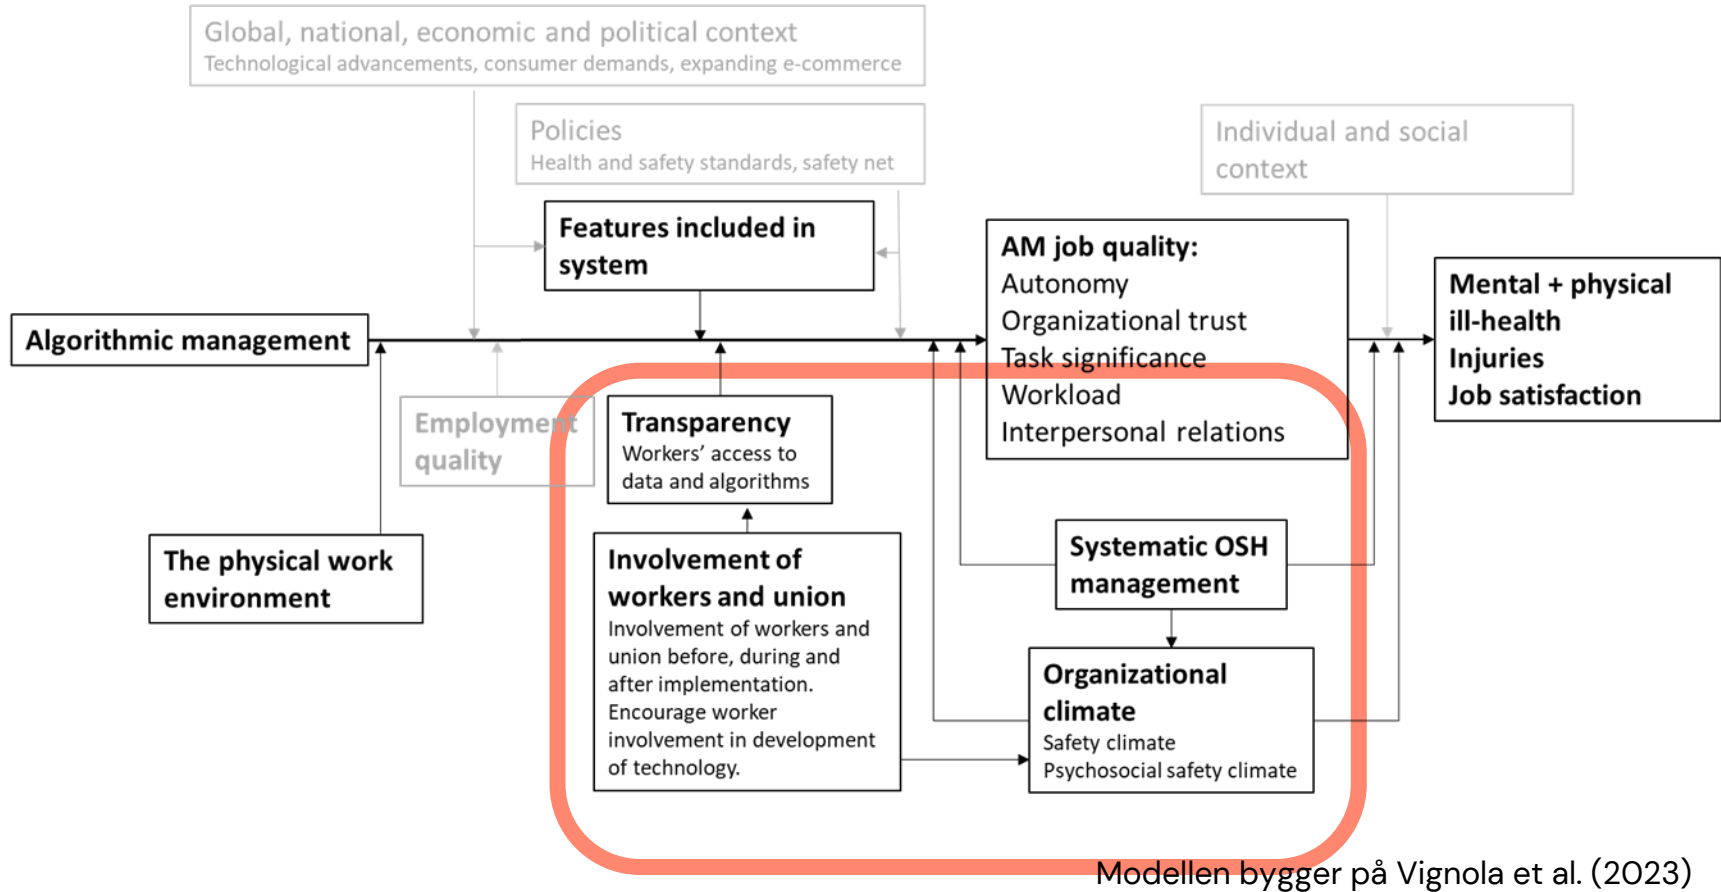 Global, national, economic and political context
Technological advancements, consumer demands, expanding e-commerce
Policies
Health and safety standards, safety net
Individual and social
context
Features included in
system
AM job quality:
Autonomy
Organizational trust
Task significance
Workload
Interpersonal relations
Mental + physical
ill-health
Injuries
Job satisfaction
Algorithmic management
Employment
quality
Transparency
Workers' access to
data and algorithms
The physical work
environment
Involvement of
workers and union
Involvement of workers and
union before, during and
after implementation.
Encourage worker
involvement in development
of technology.
Systematic OSH
management
Organizational
climate
Safety climate
Psychosocial safety climate
Modellen bygger på Vignola et al. (2023)